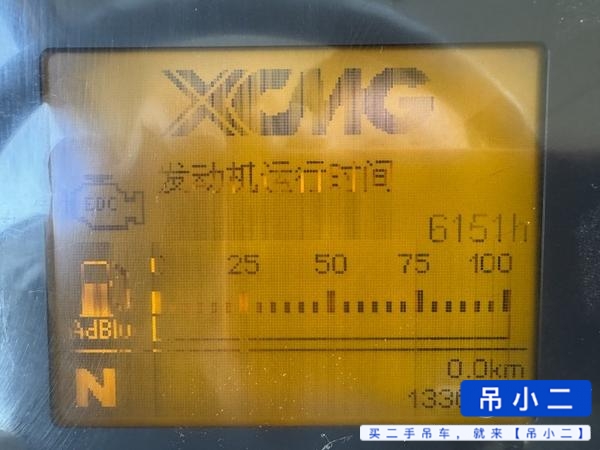 XCMG
发动机运行时间
EDC
6151h
25 50 75 100
AdBlu
0.0km
N
吊小二
买二手吊车，就来【吊小二】